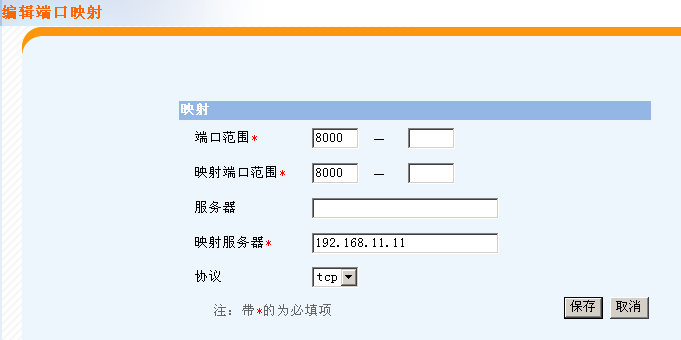 编辑端口映射
映射
端口范围* 8000 —
映射端口范围* 8000 —
服务器
映射服务器* 192.168.11.11
协议 tcp
注：带*的为必填项 保存 取消